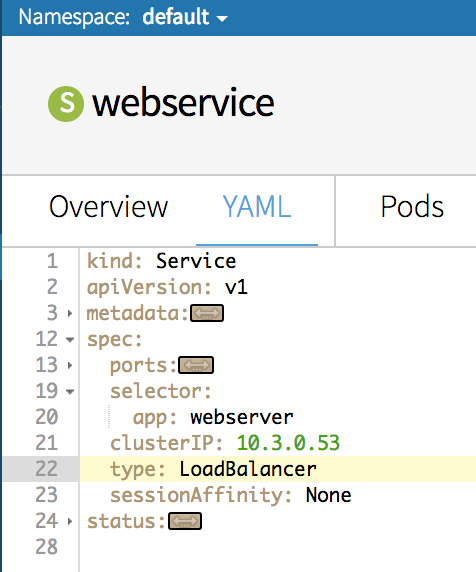 Namespace: default
S webservice
Overview YAML Pods
1 kind: Service
2 apiVersion: v1
3 metadata:
12 spec:
13 ports:
19 selector:
20 app: webserver
21 clusterIP: 10.3.0.53
22 type: LoadBalancer
23 sessionAffinity: None
24 status:
28